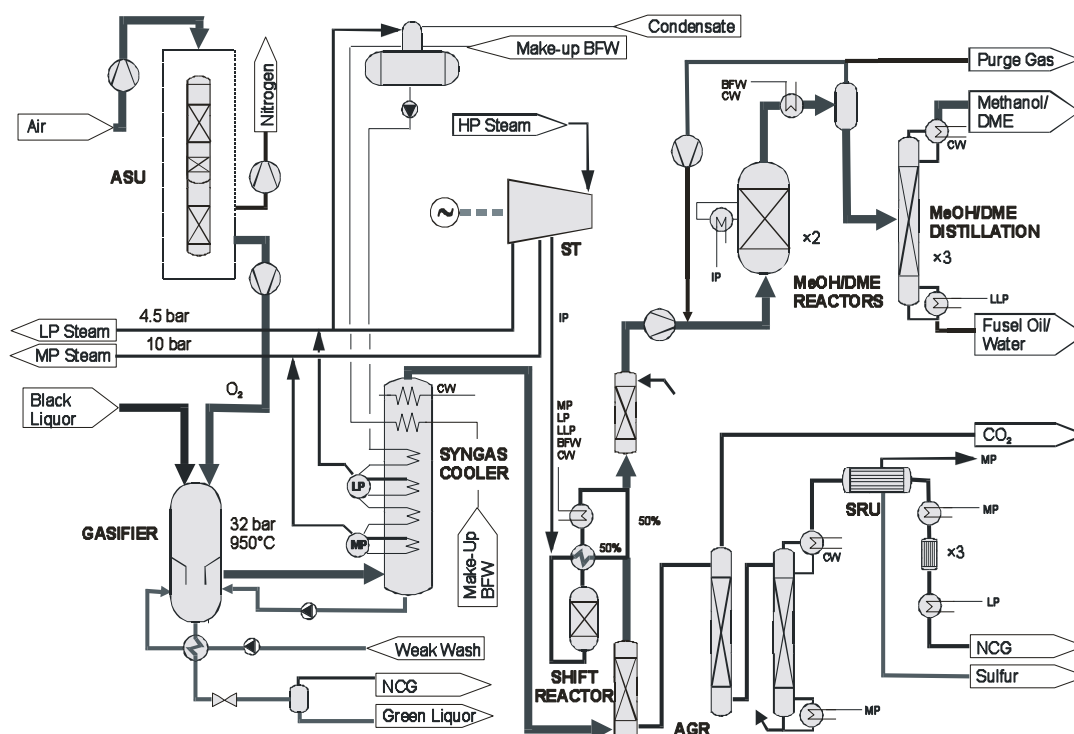 Condensate
Make-up BFW
Purge Gas
BFW
CW
Methanol/
DME
CW
Nitrogen
Air
ASU
HP Steam
~
ST
MeOH/DME
DISTILLATION
×3
×2
IP
MeOH/DME
REACTORS
LLP
Fusel Oil/
Water
IP
4.5 bar
LP Steam
10 bar
MP Steam
O2
Black
Liquor
CW
SYNGAS
COOLER
MP
LP
LLP
BFW
CW
CO2
MP
LP
SRU
GASIFIER
32 bar
950°C
MP
Make-Up
BFW
50%
50%
CW
MP
×3
LP
Weak Wash
NCG
NCG
Sulfur
Green Liquor
SHIFT
REACTOR
AGR
MP